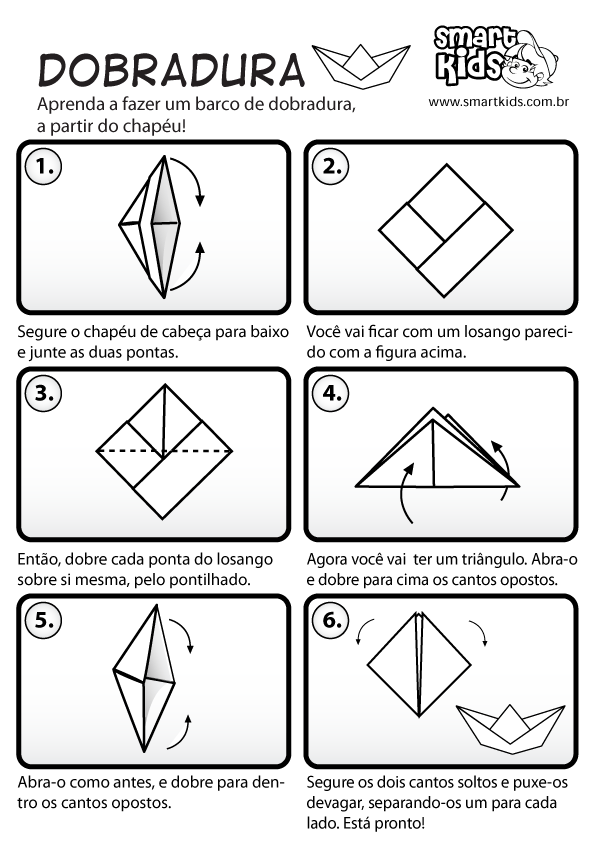 DOBRADURA
smart
kids
Aprenda a fazer um barco de dobradura,
a partir do chapéu!
www.smartkids.com.br
1.
Segure o chapéu de cabeça para baixo
e junte as duas pontas.
2.
Você vai ficar com um losango pareci-
do com a figura acima.
3.
Então, dobre cada ponta do losango
sobre si mesma, pelo pontilhado.
4.
Agora você vai ter um triângulo. Abra-o
e dobre para cima os cantos opostos.
5.
Abra-o como antes, e dobre para den-
tro os cantos opostos.
6.
Segure os dois cantos soltos e puxe-os
devagar, separando-os um para cada
lado. Está pronto!